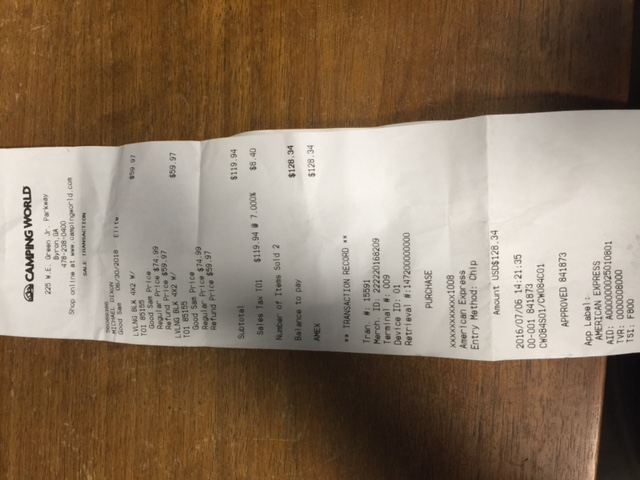 CAMPING WORLD
225 W.E. Green Jr. Parkway
Byron, GA
478-238-0400
Shop online at www.campingworld.com
SALE TRANSACTION
MICHAEL DIXON
Good Sam 06/30/2018 Elite
LVLNG BLK 4X2 W/ $59.97
T01 85155
Good Sam Price
Regular Price $74.99
Refund Price $59.97
LVLNG BLK 4X2 W/ $59.97
T01 85155
Good Sam Price
Regular Price $74.99
Refund Price $59.97
Subtotal $119.94
Sales Tax T01 $119.94 @ 7.000% $8.40
Number of Items Sold 2
Balance to pay $128.34
AMEX $128.34
** TRANSACTION RECORD **
Tran. #: 15591
Merch ID: 222220168209
Terminal #: 009
Device ID: 01
Retrieval #:147200000000
PURCHASE
American Express
Entry Method: Chip
Amount USD$128.34
2016/07/06 14:21:35
00-001 841873
CW084S01/CW084C01
APPROVED 841873
App Label:
AMERICAN EXPRESS
AID: A000000025010801
TVR: 0000008000
TSI: F800